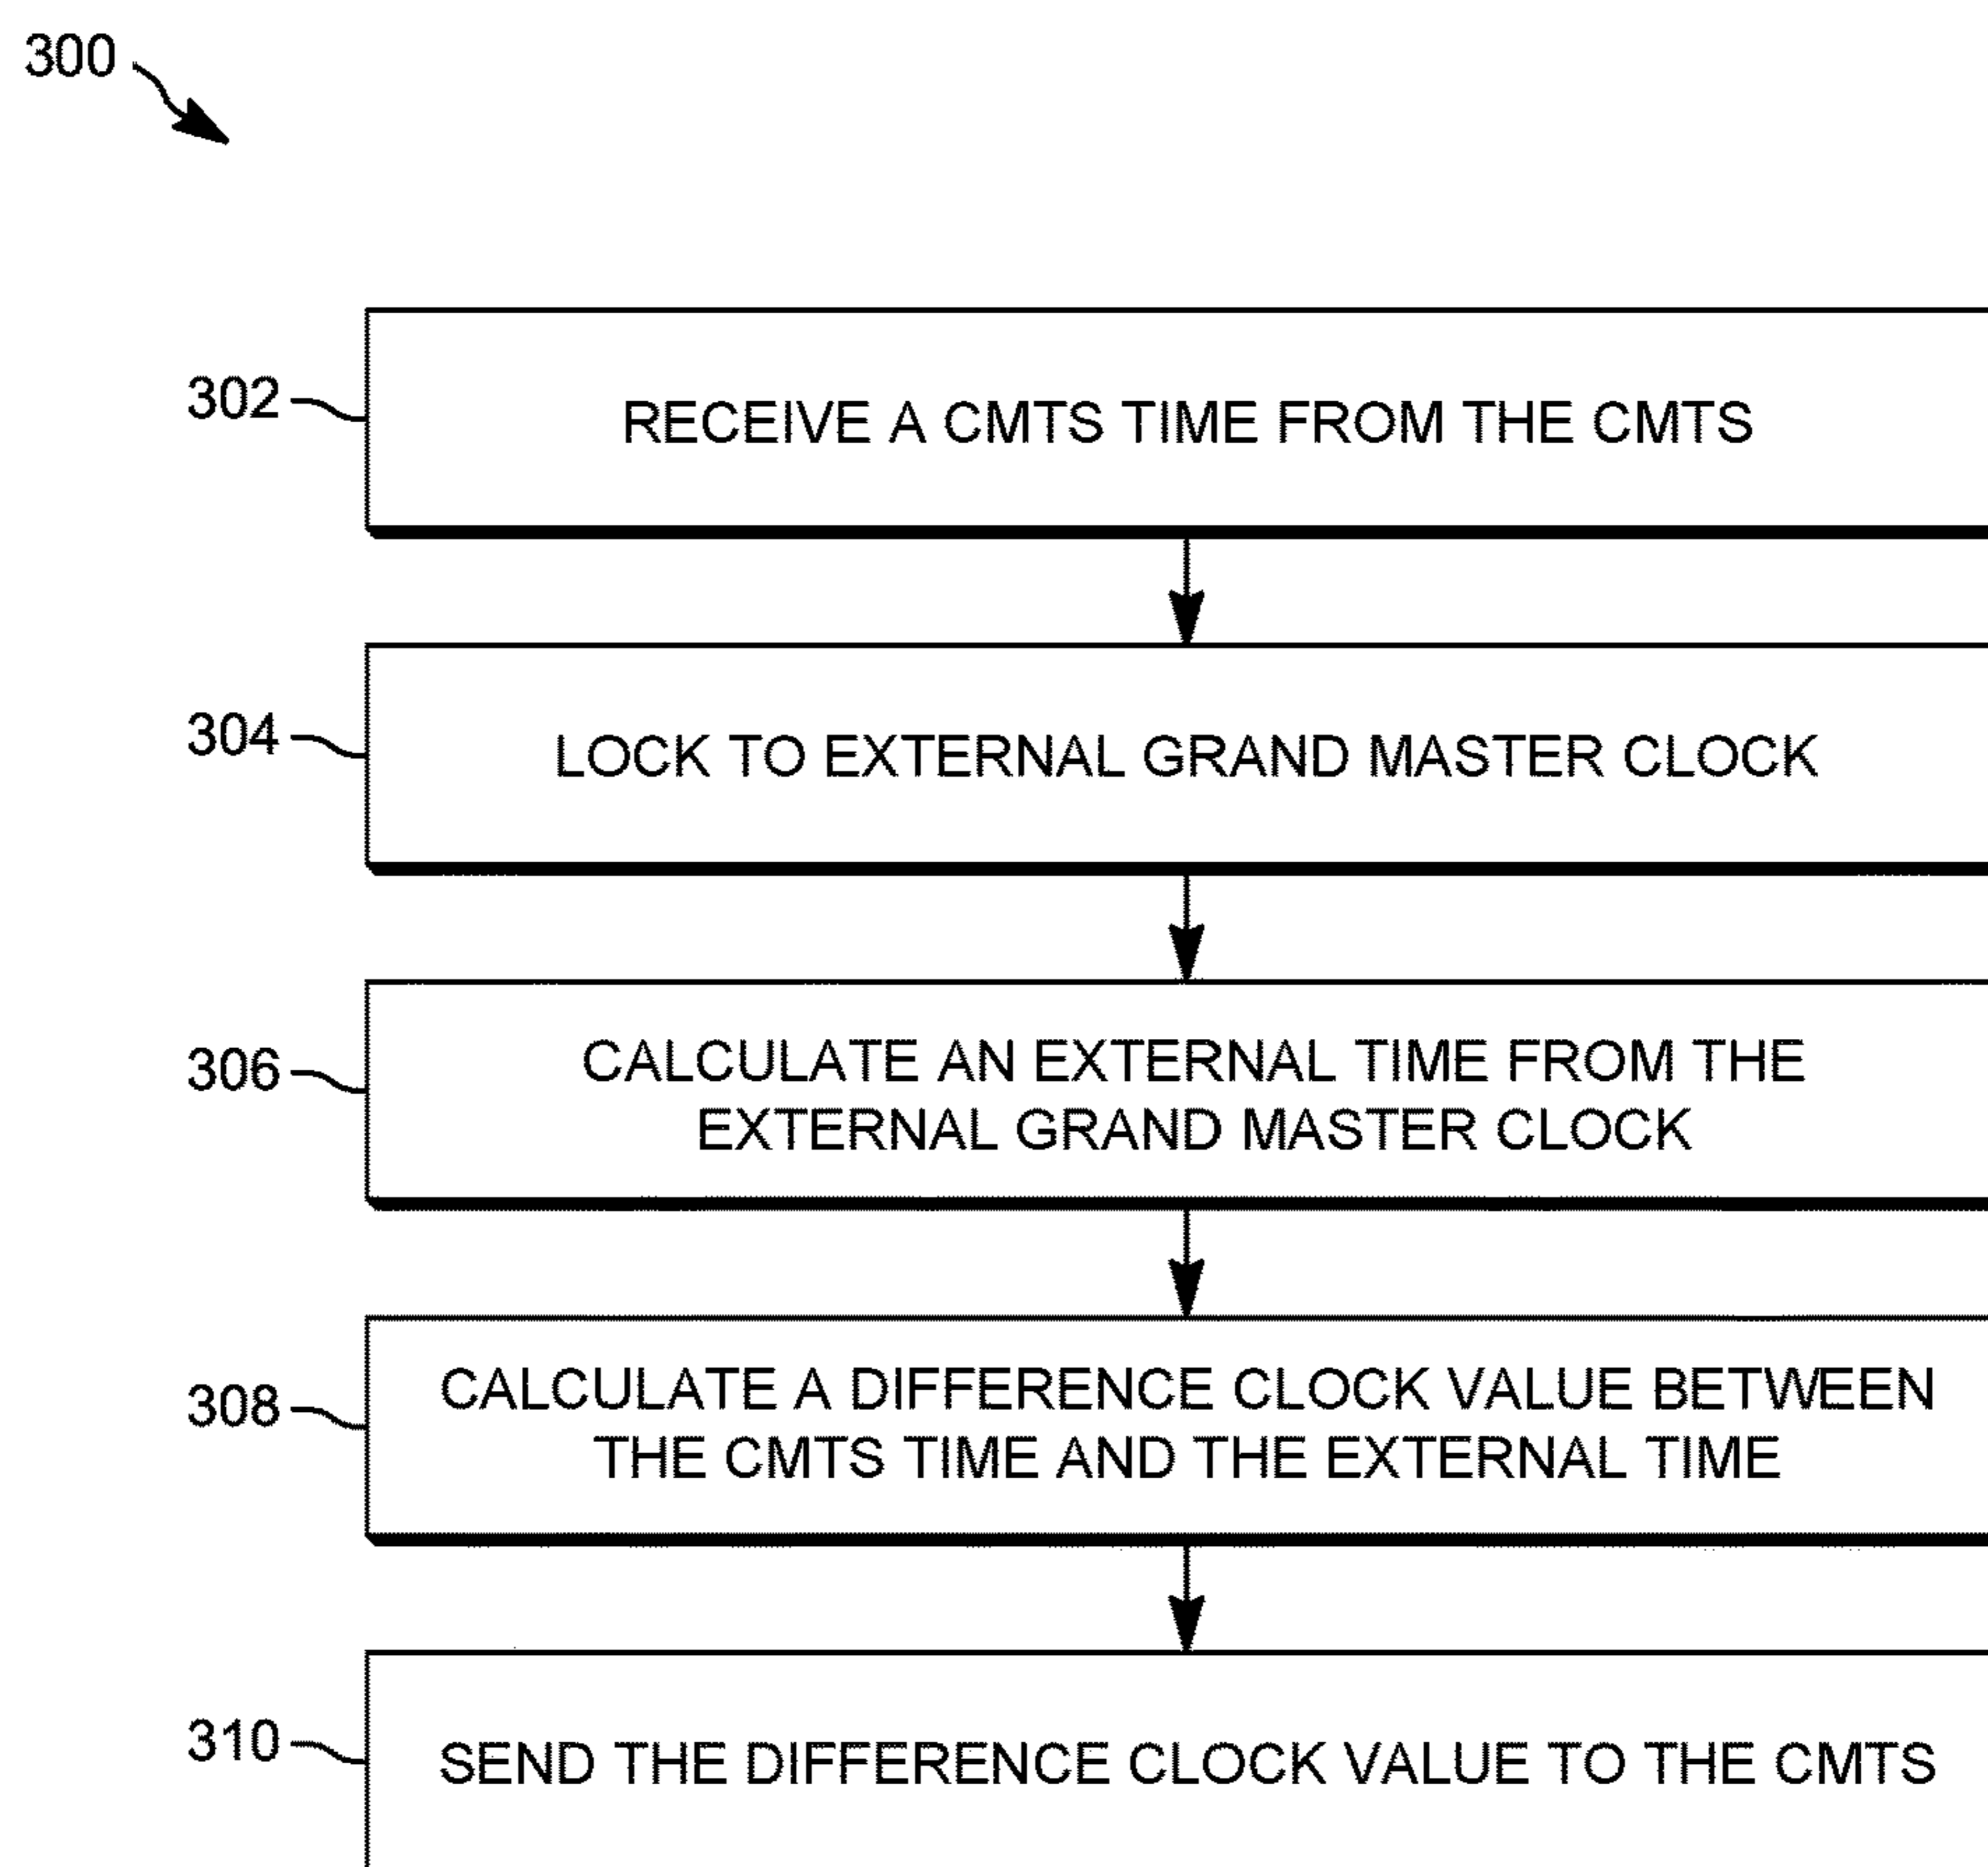 300
302
RECEIVE A CMTS TIME FROM THE CMTS
304
LOCK TO EXTERNAL GRAND MASTER CLOCK
306
CALCULATE AN EXTERNAL TIME FROM THE
EXTERNAL GRAND MASTER CLOCK
308
CALCULATE A DIFFERENCE CLOCK VALUE BETWEEN
THE CMTS TIME AND THE EXTERNAL TIME
310
SEND THE DIFFERENCE CLOCK VALUE TO THE CMTS